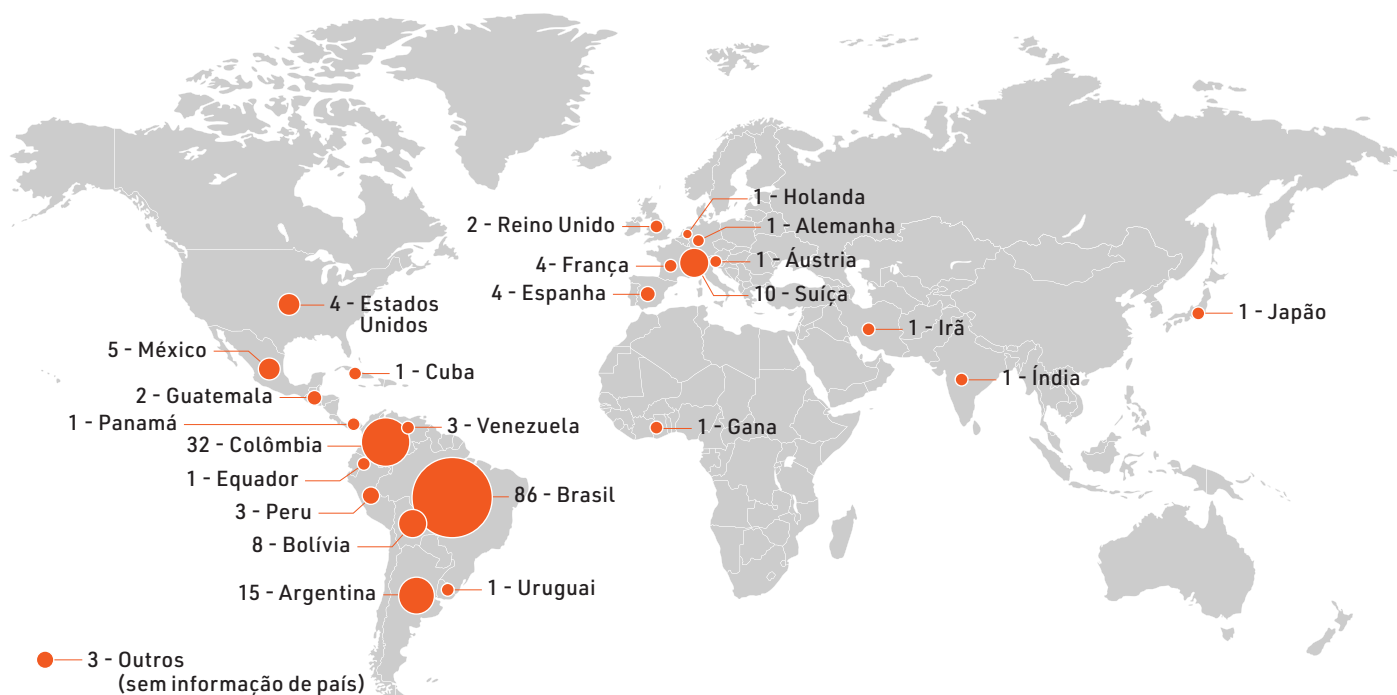 1 - Holanda
2 - Reino Unido
1 - Alemanha
4- França
1 - Áustria
4 - Espanha
10 - Suíça
4 - Estados
Unidos
1 - Japão
1 - Irã
5 - México
1 - Cuba
1 - Índia
2 - Guatemala
1 - Panamá
3 - Venezuela
1 - Gana
32 - Colômbia
1 - Equador
86 - Brasil
3 - Peru
8 - Bolívia
15 - Argentina
1 - Uruguai
3 - Outros
(sem informação de país)